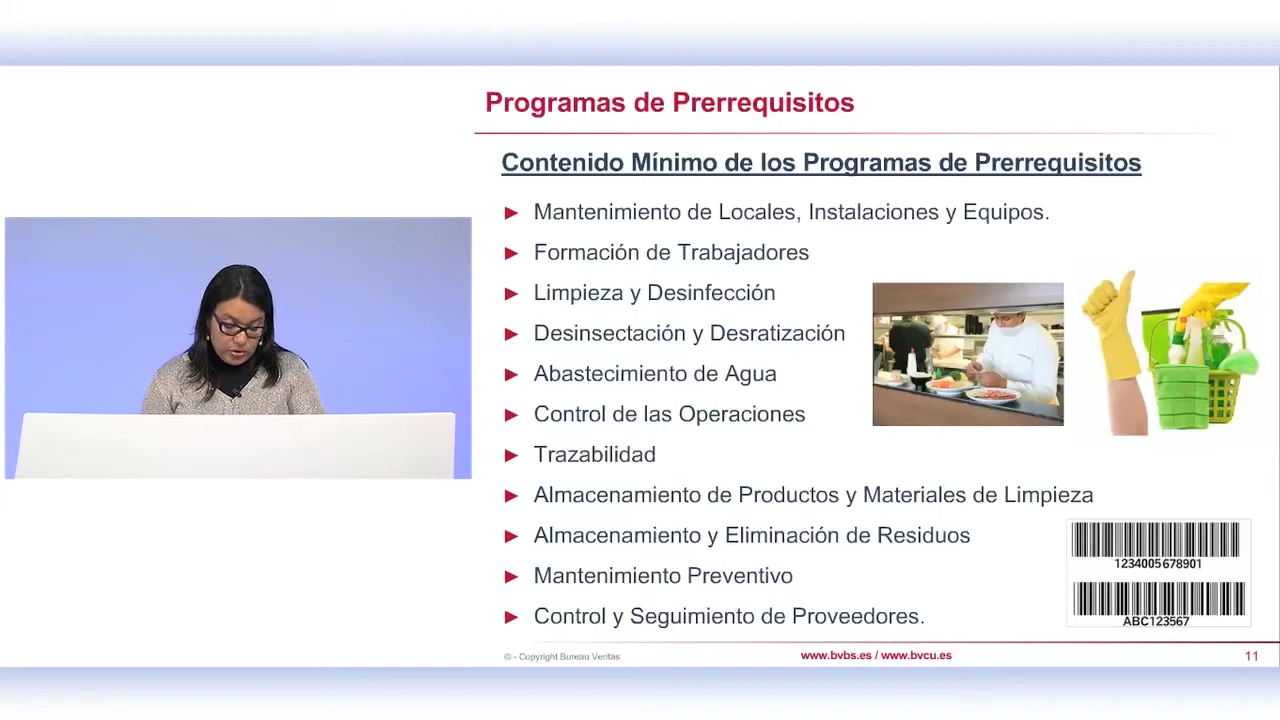 Programas de Prerrequisitos
Contenido Mínimo de los Programas de Prerrequisitos
► Mantenimiento de Locales, Instalaciones y Equipos.
► Formación de Trabajadores
► Limpieza y Desinfección
► Desinsectación y Desratización
► Abastecimiento de Agua
► Control de las Operaciones
► Trazabilidad
► Almacenamiento de Productos y Materiales de Limpieza
► Almacenamiento y Eliminación de Residuos
► Mantenimiento Preventivo
► Control y Seguimiento de Proveedores.
1234005678901
ABC123567
© - Copyright Bureau Veritas
www.bvbs.es / www.bvcu.es
11